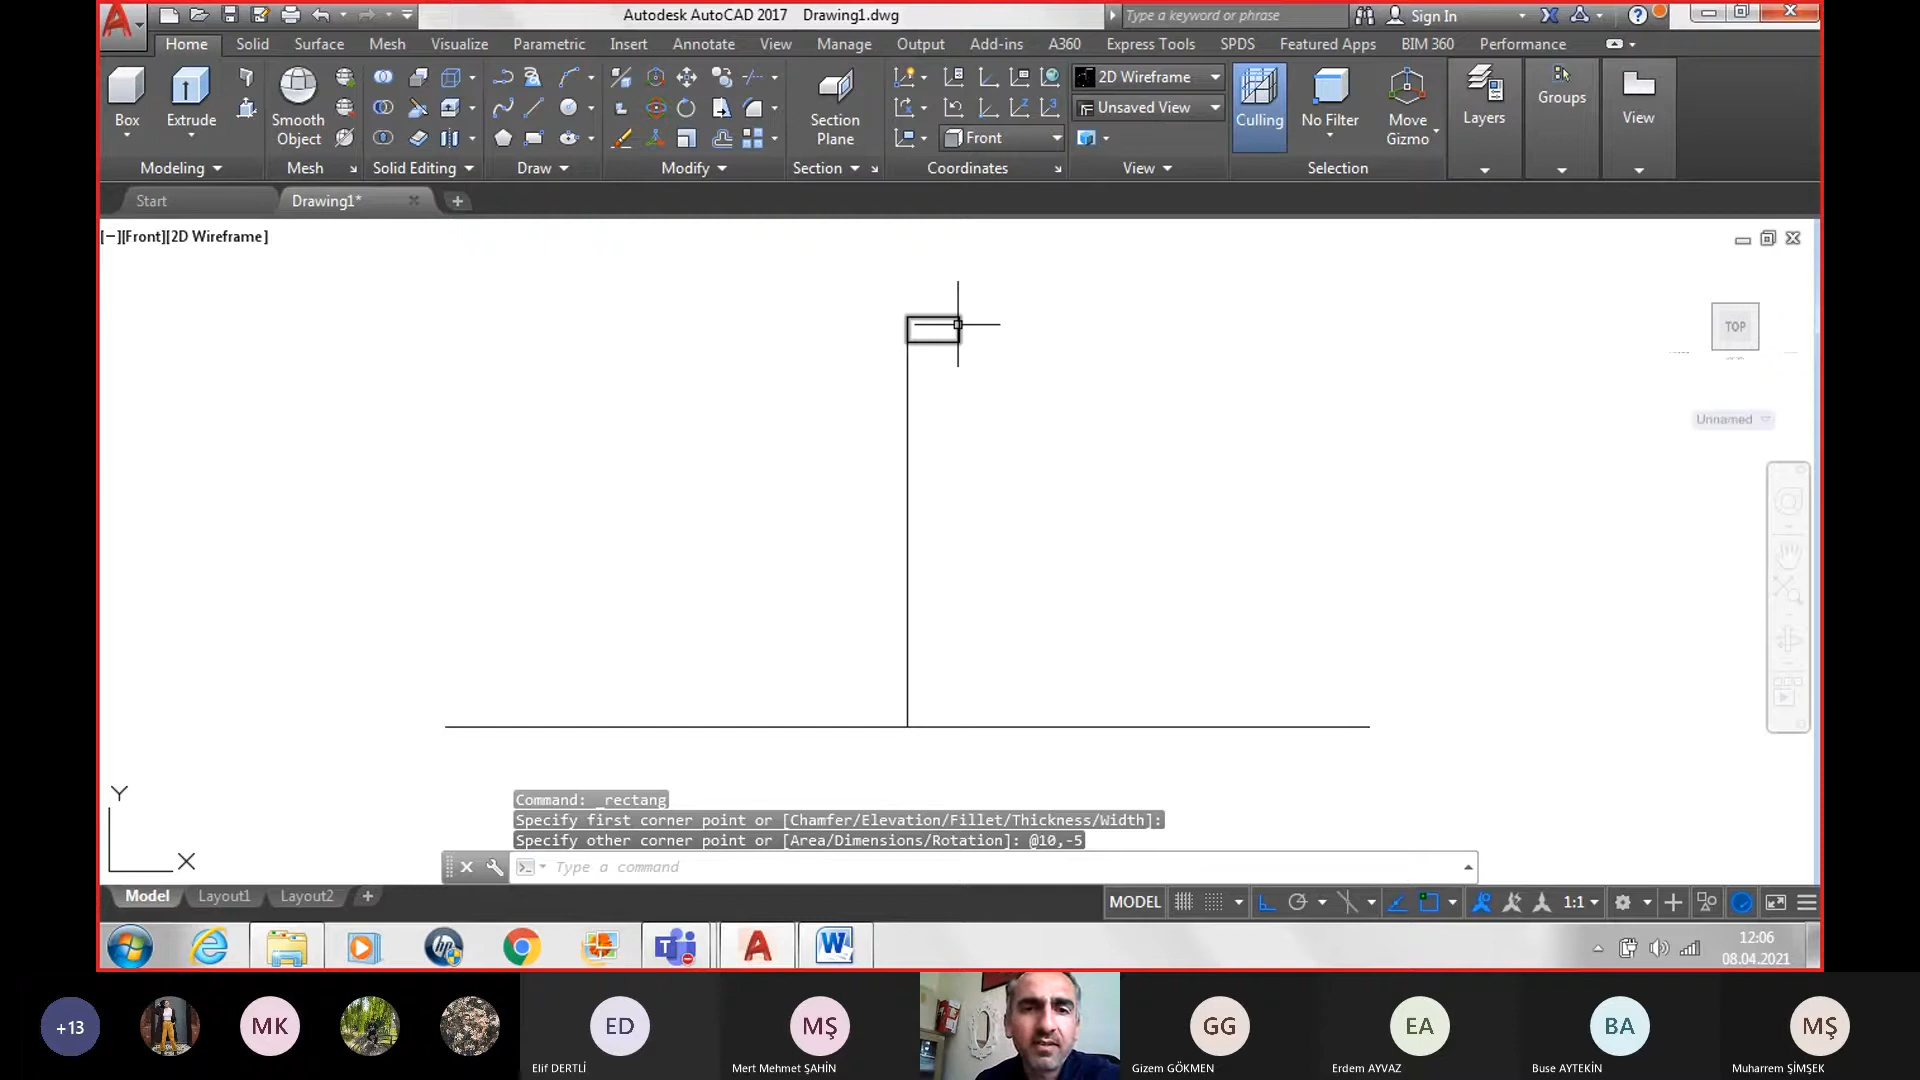 Autodesk AutoCAD 2017 Drawing1.dwg
Type a keyword or phrase
Sign In
Home Solid Surface Mesh Visualize Parametric Insert Annotate View Manage Output Add-ins A360 Express Tools SPDS Featured Apps BIM 360 Performance
2D Wireframe
Unsaved View
Box
Extrude
Smooth
Object
Section
Plane
Front
Culling
No Filter
Move
Gizmo
Layers
Groups
View
Modeling
Mesh
Solid Editing
Draw
Modify
Section
Coordinates
View
Selection
Start
Drawing1*
[−][Front][2D Wireframe]
TOP
Unnamed
Y
X
Command: _rectang
Specify first corner point or [Chamfer/Elevation/Fillet/Thickness/Width]:
Specify other corner point or [Area/Dimensions/Rotation]: @10,-5
Type a command
Model Layout1 Layout2
MODEL
1:1
12:06
08.04.2021
+13
MK
ED
Elif DERTLİ
MŞ
Mert Mehmet ŞAHİN
GG
Gizem GÖKMEN
EA
Erdem AYVAZ
BA
Buse AYTEKİN
MŞ
Muharrem ŞİMŞEK